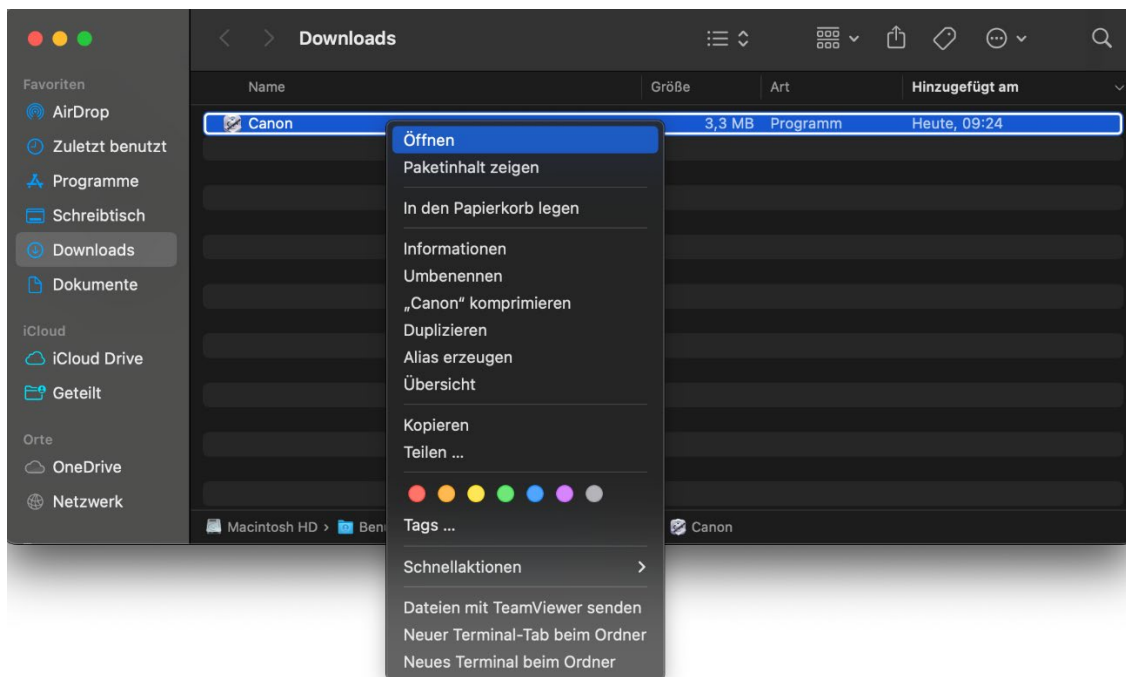 Downloads
Favoriten
AirDrop
Zuletzt benutzt
Programme
Schreibtisch
Downloads
Dokumente
iCloud
iCloud Drive
Geteilt
Orte
OneDrive
Netzwerk
Name Größe Art Hinzugefügt am
Canon 3,3 MB Programm Heute, 09:24
Öffnen
Paketinhalt zeigen
In den Papierkorb legen
Informationen
Umbenennen
„Canon“ komprimieren
Duplizieren
Alias erzeugen
Übersicht
Kopieren
Teilen ...
Tags ...
Schnellaktionen
Dateien mit TeamViewer senden
Neuer Terminal-Tab beim Ordner
Neues Terminal beim Ordner
Macintosh HD › Canon